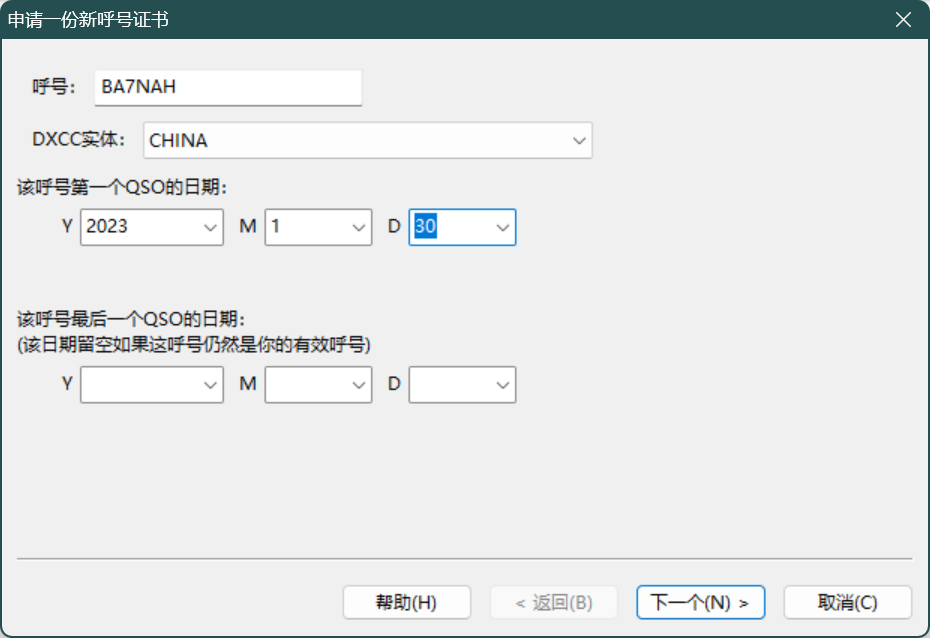 申请一份新呼号证书
呼号： BA7NAH
DXCC实体： CHINA
该呼号第一个QSO的日期：
Y 2023 M 1 D 30
该呼号最后一个QSO的日期：
(该日期留空如果这呼号仍然是你的有效呼号)
Y M D
帮助(H) < 返回(B) 下一个(N) > 取消(C)